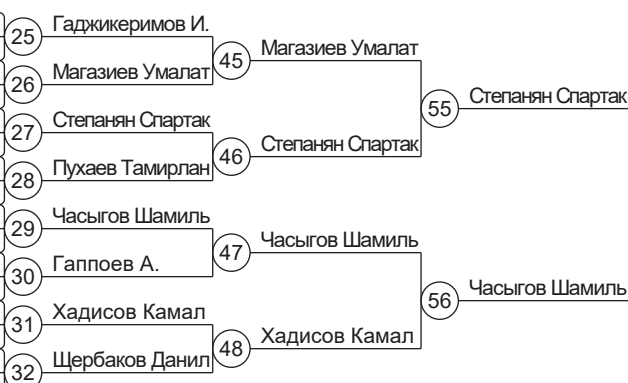 25 Гаджикеримов И.
45 Магазиев Умалат
26 Магазиев Умалат
55 Степанян Спартак
27 Степанян Спартак
46 Степанян Спартак
28 Пухаев Тамирлан
29 Часыгов Шамиль
47 Часыгов Шамиль
30 Гаппоев А.
56 Часыгов Шамиль
31 Хадисов Камал
48 Хадисов Камал
32 Щербаков Данил